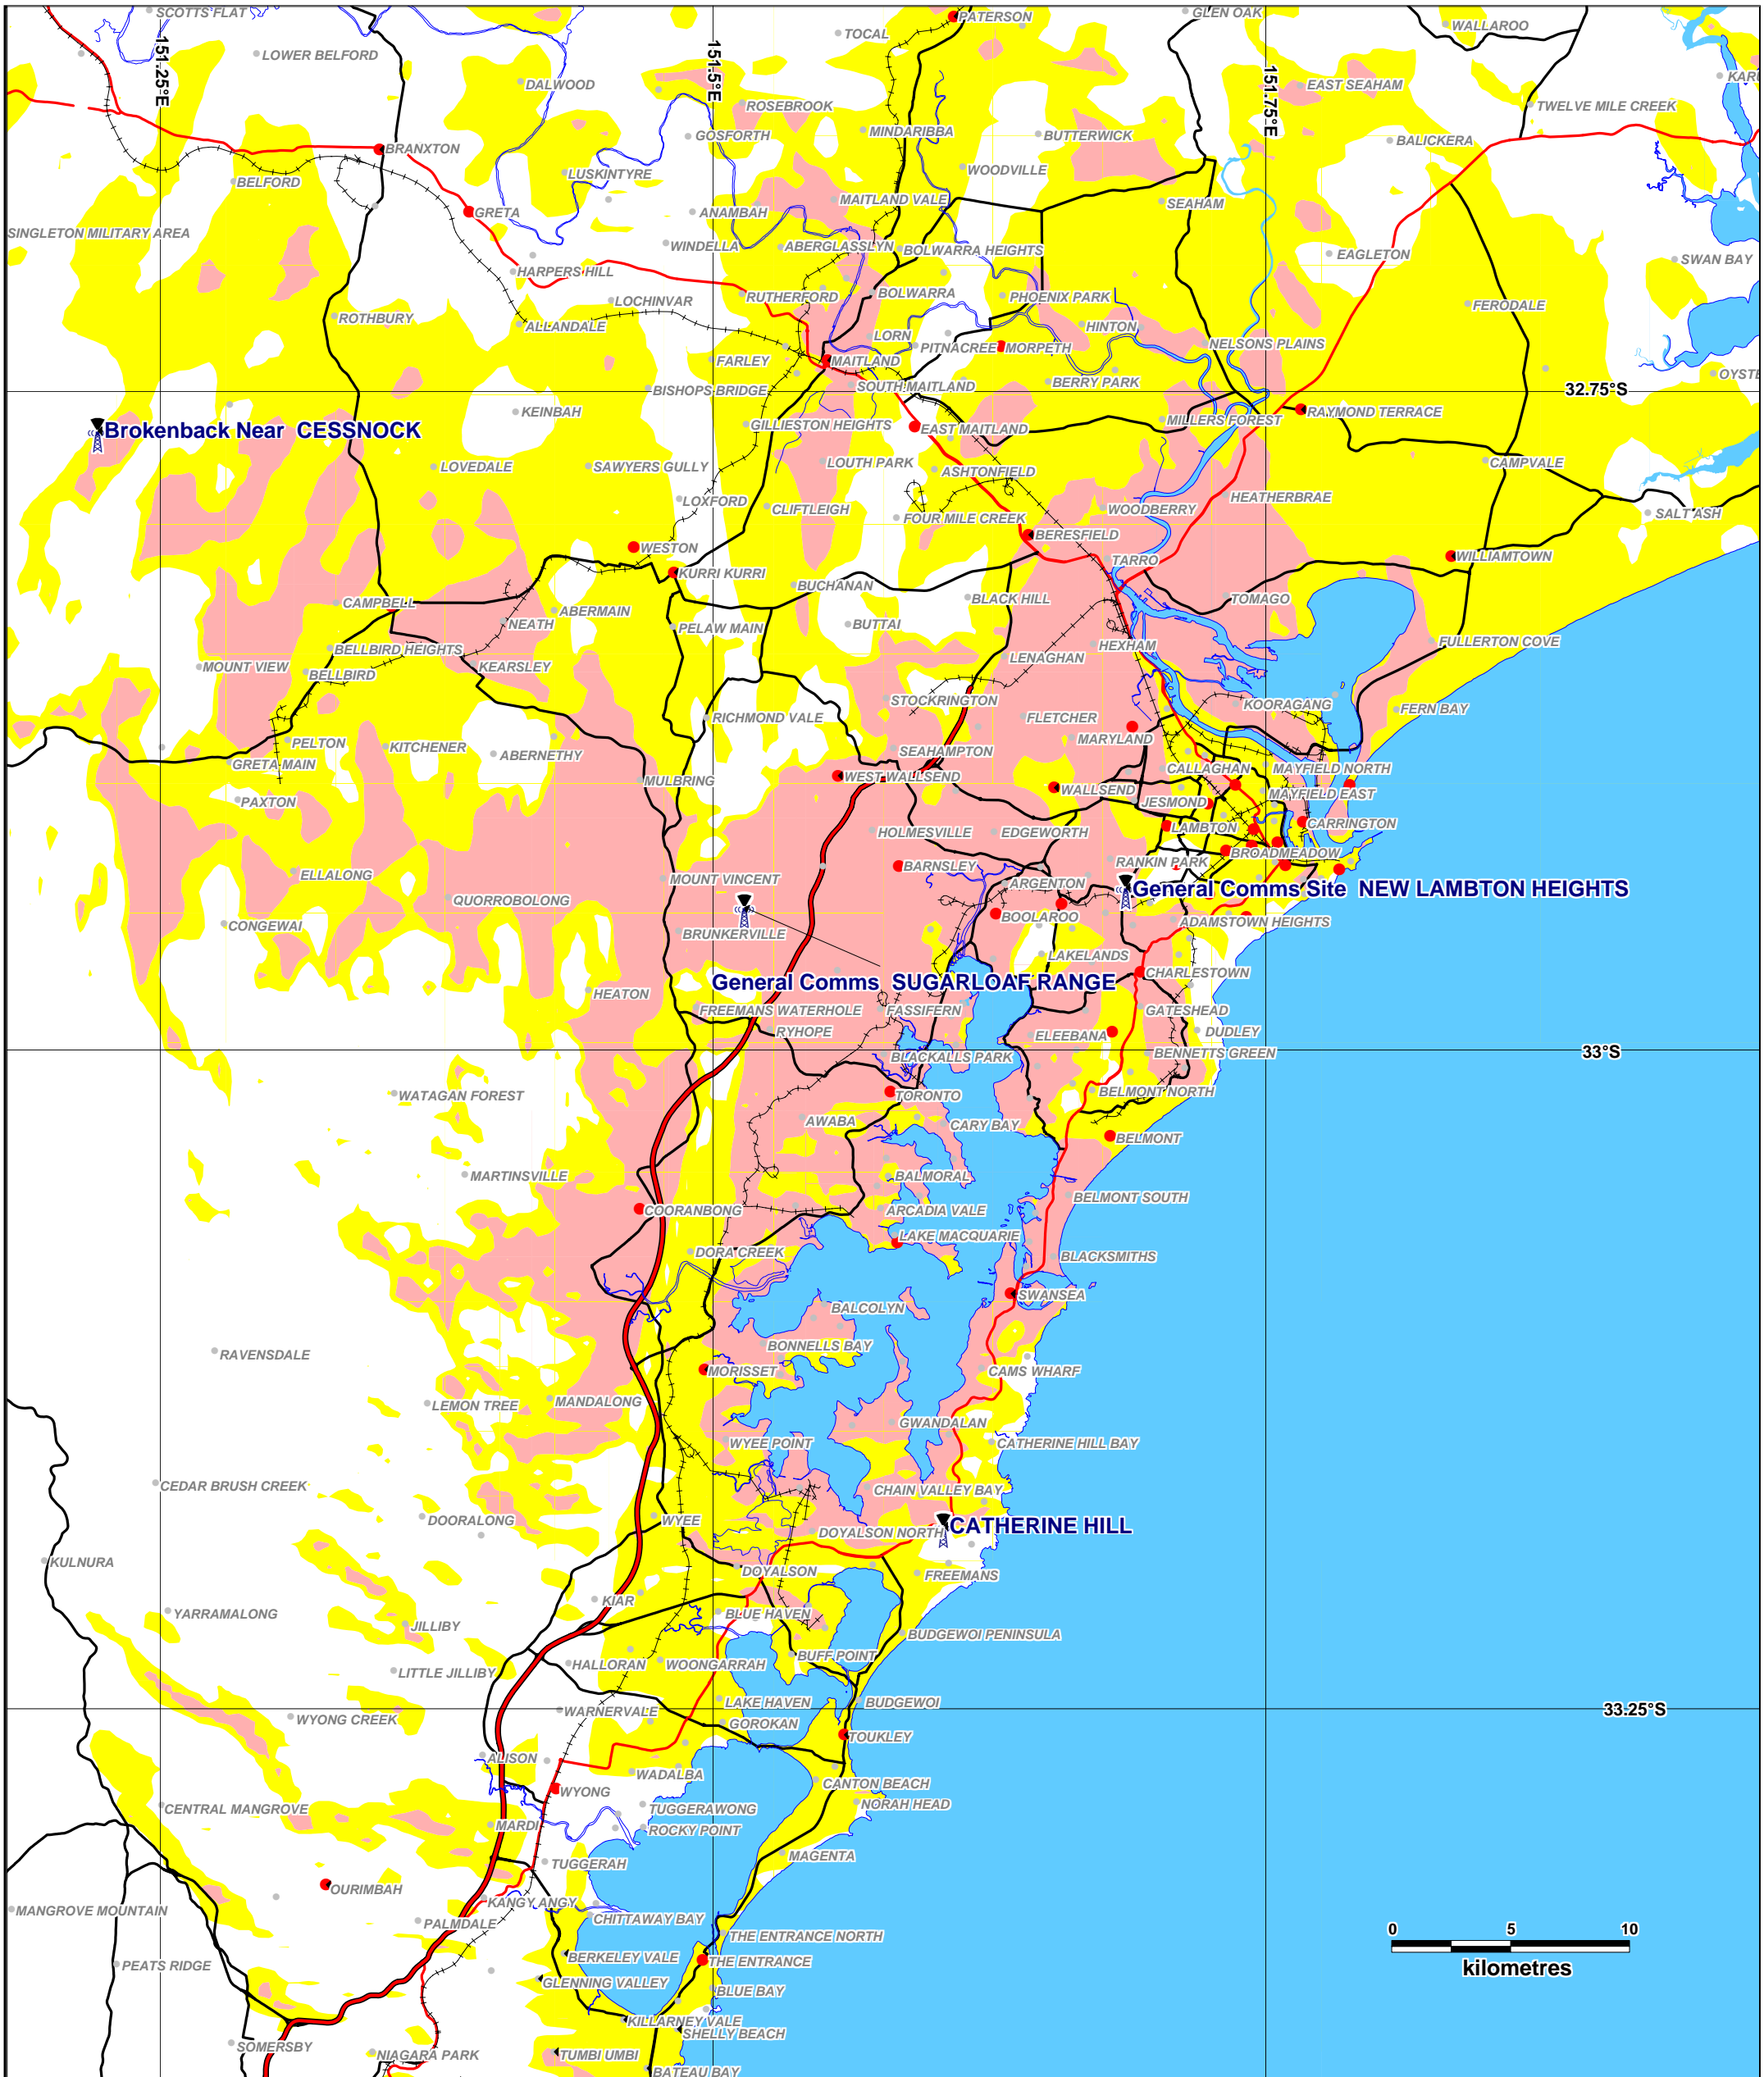 SCOTTS FLAT
PATERSON
GLEN OAK
WALLAROO
LOWER BELFORD
TOCAL
151.25°E
151.5°E
151.75°E
DALWOOD
EAST SEAHAM
ROSEBROOK
TWELVE MILE CREEK
GOSFORTH
MINDARIBBA
BUTTERWICK
BALICKERA
BRANXTON
BELFORD
LUSKINTYRE
WOODVILLE
GRETA
ANAMBAH
MAITLAND VALE
SEAHAM
SINGLETON MILITARY AREA
WINDELLA
ABERGLASSLYN
BOLWARRA HEIGHTS
EAGLETON
SWAN BAY
HARPERS HILL
LOCHINVAR
RUTHERFORD
BOLWARRA
PHOENIX PARK
FERODALE
ROTHBURY
ALLANDALE
LORN
HINTON
FARLEY
MAITLAND
PITNACREE
MORPETH
NELSONS PLAINS
BISHOPS BRIDGE
SOUTH MAITLAND
BERRY PARK
32.75°S
KEINBAH
GILLIESTON HEIGHTS
EAST MAITLAND
MILLERS FOREST
RAYMOND TERRACE
Brokenback Near CESSNOCK
LOVEDALE
SAWYERS GULLY
LOUTH PARK
ASHTONFIELD
CAMPVALE
LOXFORD
CLIFTLEIGH
FOUR MILE CREEK
WOODBERRY
HEATHERBRAE
SALT ASH
WESTON
BERESFIELD
TARRO
WILLIAMTOWN
KURRI KURRI
BUCHANAN
BLACK HILL
TOMAGO
CAMPBELL
ABERMAIN
NEATH
PELAW MAIN
BUTTAI
FULLERTON COVE
BELLBIRD HEIGHTS
HEXHAM
MOUNT VIEW
BELLBIRD
KEARSLEY
LENAGHAN
STOCKRINGTON
KOORAGANG
FERN BAY
RICHMOND VALE
FLETCHER
PELTON
KITCHENER
ABERNETHY
SEAHAMPTON
MARYLAND
GRETA MAIN
MULBRING
WEST WALLSEND
CALLAGHAN
MAYFIELD NORTH
PAXTON
WALLSEND
JESMOND
MAYFIELD EAST
HOLMESVILLE
EDGEWORTH
LAMBTON
CARRINGTON
ELLALONG
MOUNT VINCENT
BARNSLEY
RANKIN PARK
BROADMEADOW
QUORROBOLONG
ARGENTON
General Comms Site NEW LAMBTON HEIGHTS
CONGEWAI
BRUNKERVILLE
BOOLAROO
ADAMSTOWN HEIGHTS
LAKELANDS
General Comms SUGARLOAF RANGE
CHARLESTOWN
HEATON
FREEMANS WATERHOLE
FASSIFERN
GATESHEAD
RYHOPE
ELEEBANA
DUDLEY
BLACKALLS PARK
BENNETTS GREEN
33°S
WATAGAN FOREST
TORONTO
BELMONT NORTH
AWABA
CARY BAY
BELMONT
MARTINSVILLE
BALMORAL
BELMONT SOUTH
COORANBONG
ARCADIA VALE
DORA CREEK
LAKE MACQUARIE
BLACKSMITHS
BALCOLYN
SWANSEA
RAVENSDALE
BONNELLS BAY
MORISSET
CAMS WHARF
LEMON TREE
MANDALONG
GWANDALAN
WYEE POINT
CATHERINE HILL BAY
CEDAR BRUSH CREEK
CHAIN VALLEY BAY
DOORALONG
WYEE
DOYALSON NORTH
CATHERINE HILL
KULNURA
DOYALSON
FREEMANS
YARRAMALONG
KIAR
BLUE HAVEN
JILLIBY
BUDGEWOI PENINSULA
LITTLE JILLIBY
HALLORAN
WOONGARRAH
BUFF POINT
WYONG CREEK
WARNERVALE
LAKE HAVEN
BUDGEWOI
33.25°S
GOROKAN
TOUKLEY
ALISON
WADALBA
CANTON BEACH
WYONG
CENTRAL MANGROVE
TUGGERAWONG
NORAH HEAD
MARDI
ROCKY POINT
TUGGERAH
MAGENTA
OURIMBAH
KANGY ANGY
MANGROVE MOUNTAIN
PALMDALE
CHITTAWAY BAY
THE ENTRANCE NORTH
0 5 10
PEATS RIDGE
BERKELEY VALE
THE ENTRANCE
kilometres
GLENNING VALLEY
BLUE BAY
KILLARNEY VALE
SHELLY BEACH
SOMERSBY
NIAGARA PARK
TUMBI UMBI
BATEAU BAY